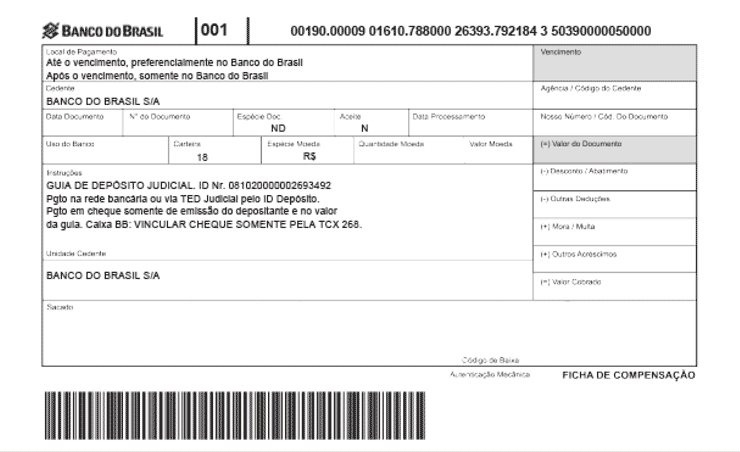 BANCO DO BRASIL 001 00190.00009 01610.788000 26393.792184 3 50390000050000
Local de Pagamento
Até o vencimento, preferencialmente no Banco do Brasil
Após o vencimento, somente no Banco do Brasil
Vencimento
Cedente
BANCO DO BRASIL S/A
Agência / Código do Cedente
Data Documento Nº do Documento Espécie Doc. Aceite Data Processamento Nosso Número / Cód. Do Documento
ND N
Uso do Banco Carteira Espécie Moeda Quantidade Moeda Valor Moeda (=) Valor do Documento
18 R$
Instruções
GUIA DE DEPÓSITO JUDICIAL. ID Nr. 081020000002693492
Pgto na rede bancária ou via TED Judicial pelo ID Depósito.
Pgto em cheque somente de emissão do depositante e no valor
da guia. Caixa BB: VINCULAR CHEQUE SOMENTE PELA TCX 268.
(-) Desconto / Abatimento
(-) Outras Deduções
(+) Mora / Multa
(+) Outros Acréscimos
(=) Valor Cobrado
Unidade Cedente
BANCO DO BRASIL S/A
Sacado
Código de Baixa
Autenticação Mecânica FICHA DE COMPENSAÇÃO